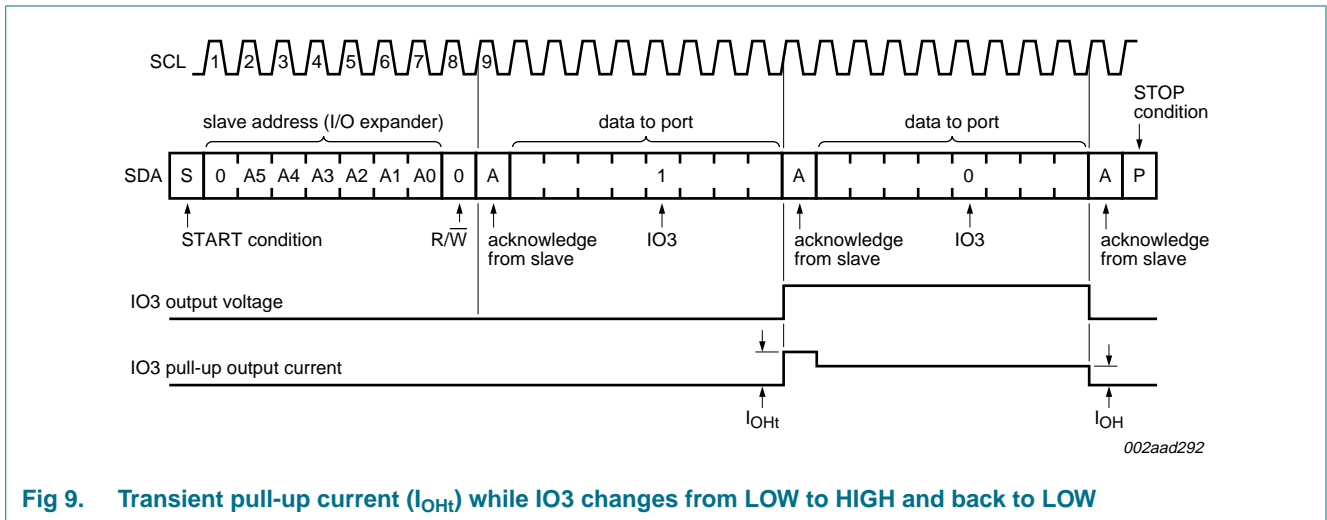 SCL 1 2 3 4 5 6 7 8 9
STOP
condition
slave address (I/O expander) data to port data to port
SDA S 0 A5 A4 A3 A2 A1 A0 0 A 1 A 0 A P
START condition R/W̅ acknowledge from slave IO3 acknowledge from slave IO3 acknowledge from slave
IO3 output voltage
IO3 pull-up output current
IOHt IOH
002aad292
Fig 9. Transient pull-up current (IOHt) while IO3 changes from LOW to HIGH and back to LOW